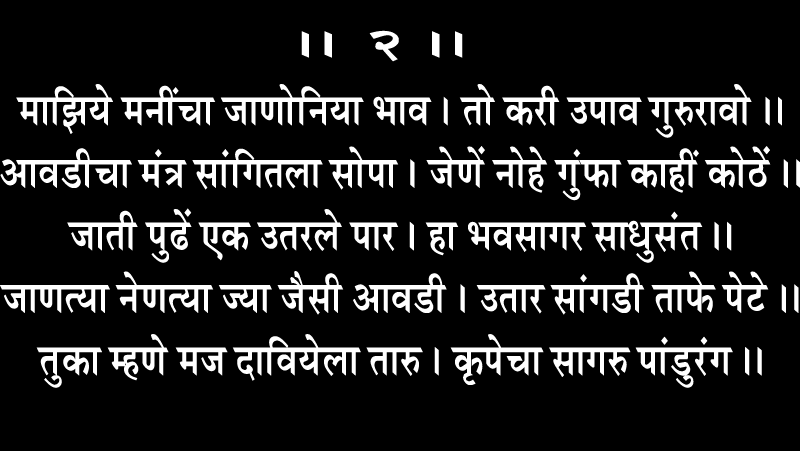 ।। २ ।।
माझिये मनींचा जाणोनिया भाव । तो करी उपाव गुरुरावो ।।
आवडीचा मंत्र सांगितला सोपा । जेणें नोहे गुंफा काहीं कोठें ।।
जाती पुढें एक उतरले पार । हा भवसागर साधुसंत ।।
जाणत्या नेणत्या ज्या जैसी आवडी । उतार सांगडी ताफे पेटे ।।
तुका म्हणे मज दावियेला तारु । कृपेचा सागरु पांडुरंग ।।